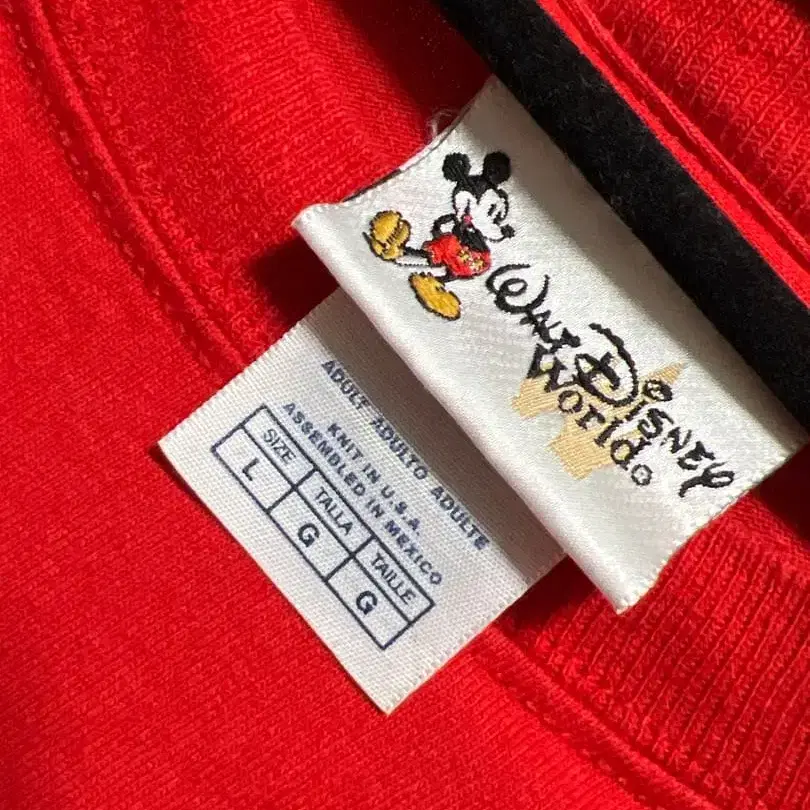 WALT DISNEY
World®
ADULT ADULTO ADULTE
KNIT IN U.S.A.
ASSEMBLED IN MEXICO
SIZE TALLA TAILLE
L G G